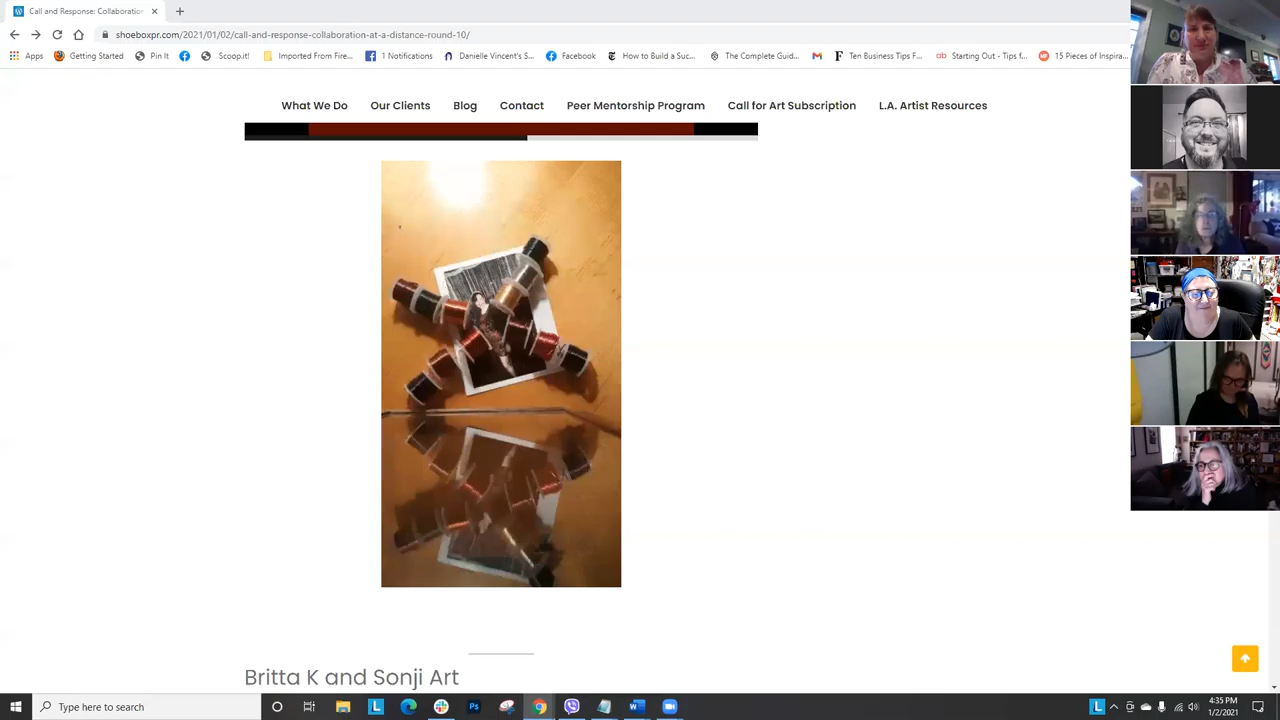 Call and Response: Collaboratio
shoeboxpr.com/2021/01/02/call-and-response-collaboration-at-a-distance-round-10/
Apps Getting Started Pin It Scoop.it! Imported From Fire... 1 Notifications Danielle Vincent's S... Facebook How to Build a Suc... The Complete Guid... Ten Business Tips F... ab Starting Out - Tips f... 15 Pieces of Inspira...
What We Do Our Clients Blog Contact Peer Mentorship Program Call for Art Subscription L.A. Artist Resources
Britta K and Sonji Art
Type here to search
4:35 PM
1/2/2021